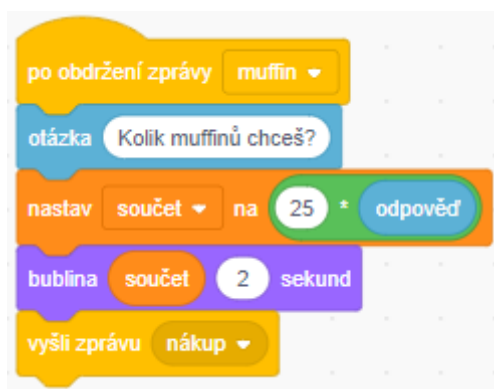 po obdržení zprávy muffin
otázka Kolik muffinů chceš?
nastav součet na 25 * odpověď
bublina součet 2 sekund
vyšli zprávu nákup